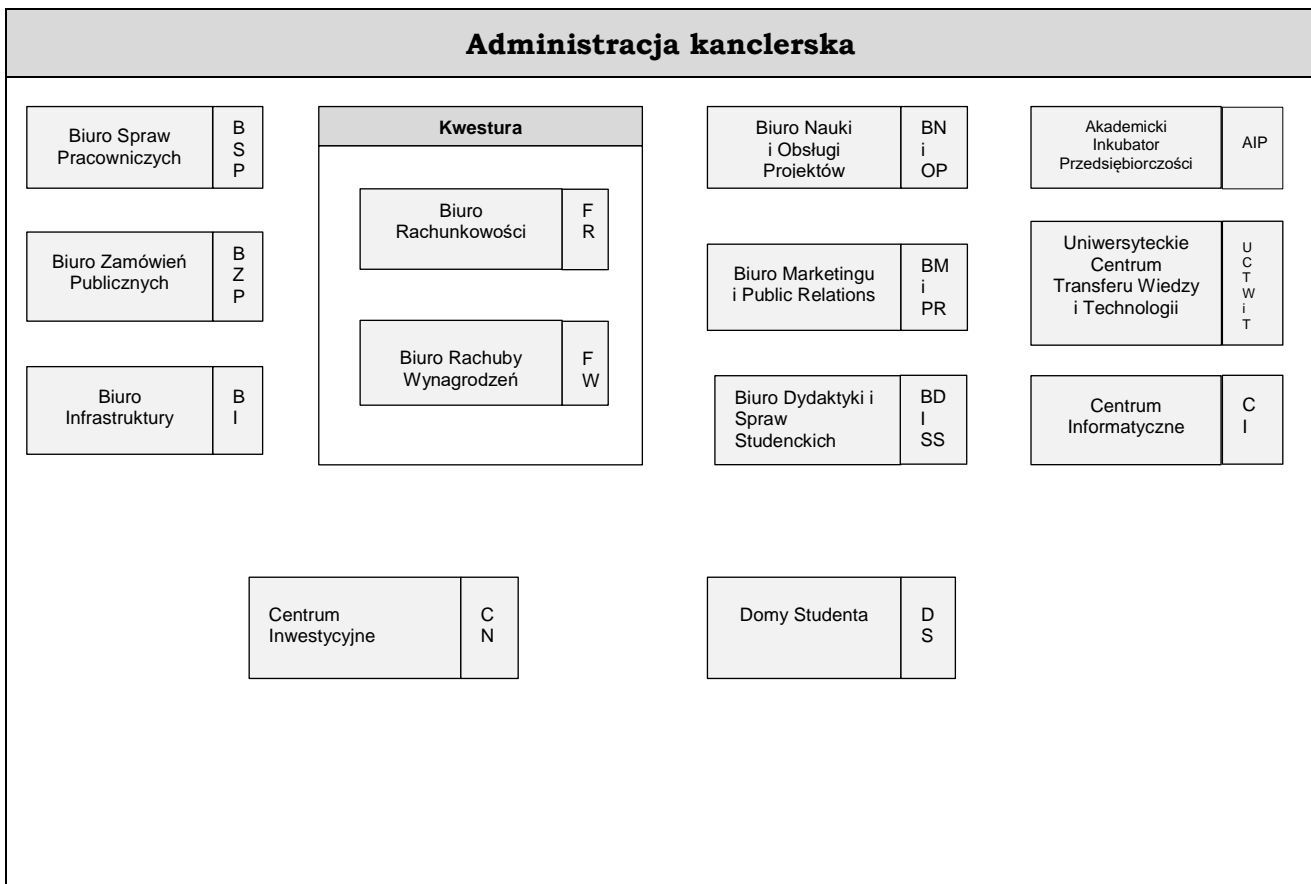 Administracja kanclerska
Biuro Spraw
Pracowniczych
B
S
P
Kwestura
Biuro Nauki
i Obsługi
Projektów
BN
i
OP
Akademicki
Inkubator
Przedsiębiorczości
AIP
Biuro
Rachunkowości
F
R
Biuro Zamówień
Publicznych
B
Z
P
Biuro Marketingu
i Public Relations
BM
i
PR
Uniwersyteckie
Centrum
Transferu Wiedzy
i Technologii
U
C
T
W
i
T
Biuro Rachuby
Wynagrodzeń
F
W
Biuro
Infrastruktury
B
I
Biuro Dydaktyki i
Spraw
Studenckich
BD
I
SS
Centrum
Informatyczne
C
I
Centrum
Inwestycyjne
C
N
Domy Studenta
D
S